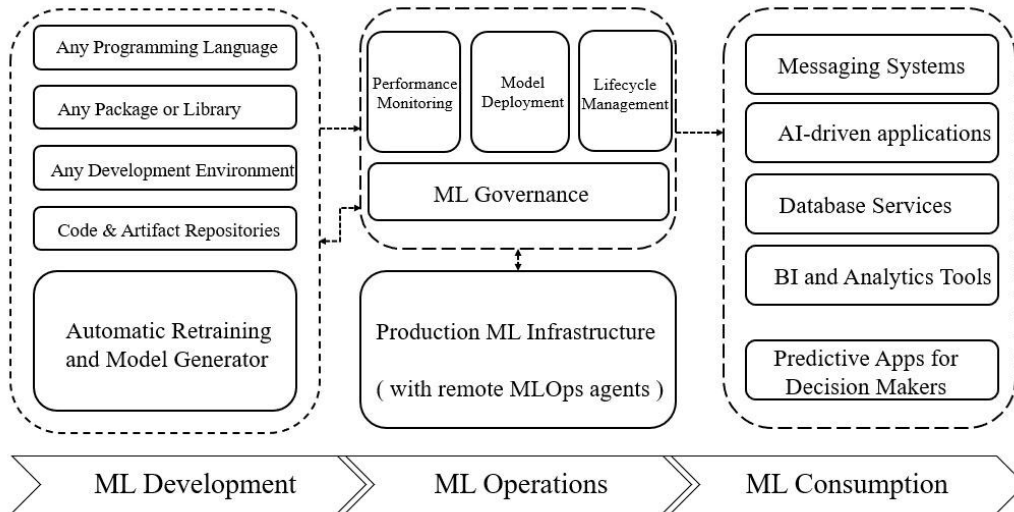 Any Programming Language
Any Package or Library
Any Development Environment
Code & Artifact Repositories
Automatic Retraining
and Model Generator
Performance
Monitoring
Model
Deployment
Lifecycle
Management
ML Governance
Production ML Infrastructure
( with remote MLOps agents )
Messaging Systems
AI-driven applications
Database Services
BI and Analytics Tools
Predictive Apps for
Decision Makers
ML Development
ML Operations
ML Consumption